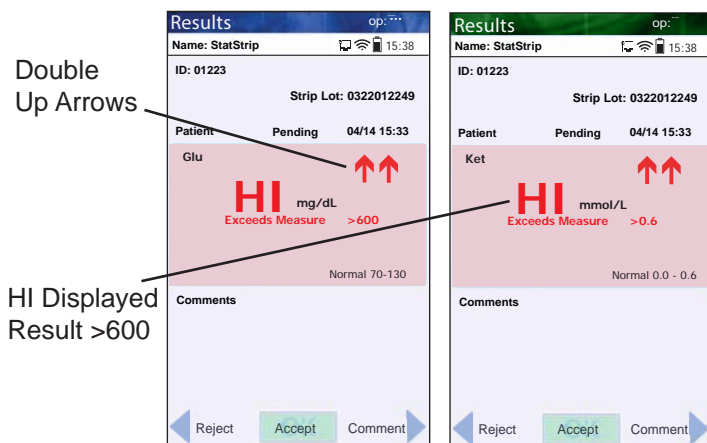 Double
Up Arrows
HI Displayed
Result >600
Results op:...
Name: StatStrip 15:38
ID: 01223
Strip Lot: 0322012249
Patient Pending 04/14 15:33
Glu
HI mg/dL
Exceeds Measure >600
Normal 70-130
Comments
Reject Accept Comment
Results op:...
Name: StatStrip 15:38
ID: 01223
Strip Lot: 0322012249
Patient Pending 04/14 15:33
Ket
HI mmol/L
Exceeds Measure >0.6
Normal 0.0 - 0.6
Comments
Reject Accept Comment